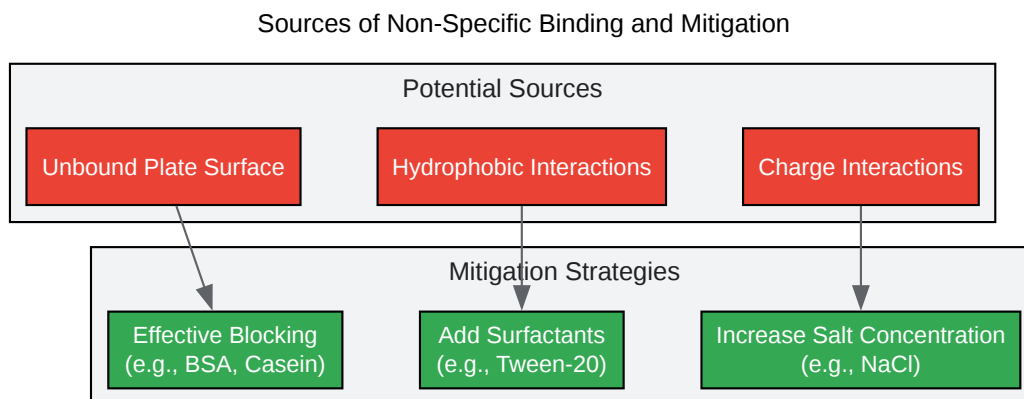 Sources of Non-Specific Binding and Mitigation
Potential Sources
Unbound Plate Surface
Hydrophobic Interactions
Charge Interactions
Mitigation Strategies
Effective Blocking
(e.g., BSA, Casein)
Add Surfactants
(e.g., Tween-20)
Increase Salt Concentration
(e.g., NaCl)